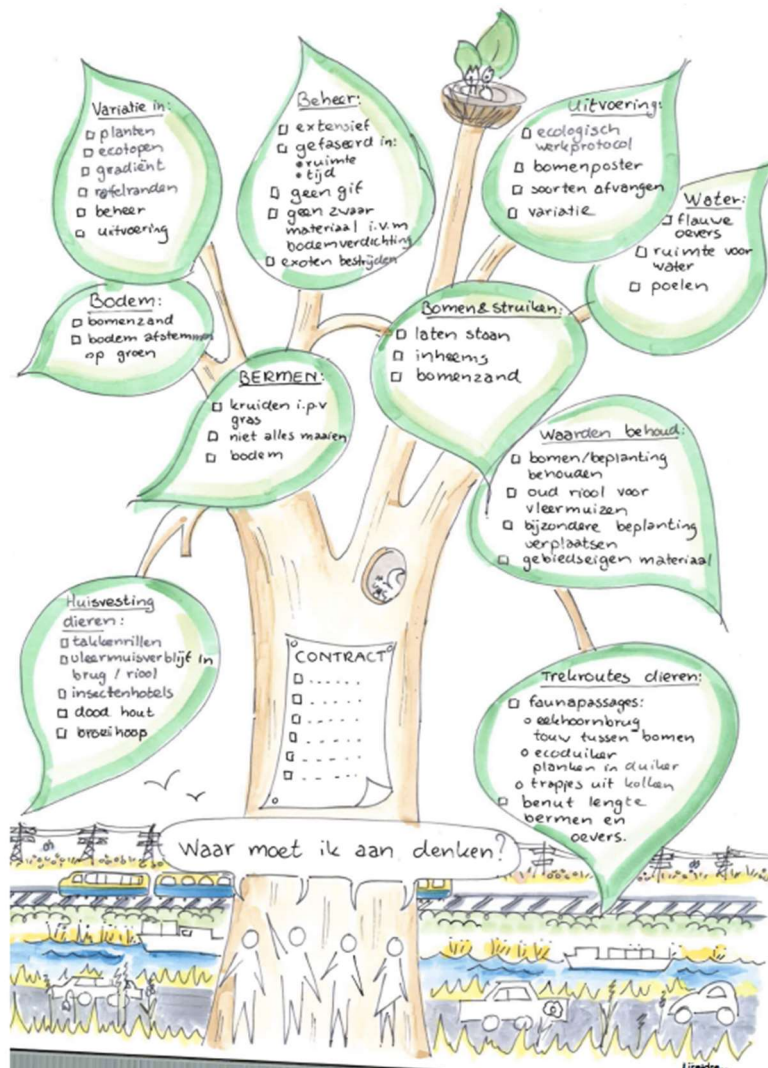 Variatie in:
planten
ecotopen
gradiënt
rafelranden
beheer
uitvoering
Beheer:
extensief
gefaseerd in:
ruimte
tijd
geen gif
geen zwaar
materiaal i.v.m
bodemverdichting
exoten bestrijden
Uitvoering:
ecologisch
werkprotocol
bomenposter
soorten afvangen
variatie
Water:
flauwe
oevers
ruimte voor
water
poelen
Bodem:
bomenzand
bodem afstemmen
op groen
Bomen & struiken:
laten staan
inheems
bomenzand
BERMEN:
kruiden i.p.v
gras
niet alles maaien
bodem
Waarden behoud:
bomen/beplanting
behouden
oud riool voor
vleermuizen
bijzondere beplanting
verplaatsen
gebiedseigen materiaal
Huisvesting
dieren:
takkenrillen
vleermuisverblijf in
brug / riool
insectenhotels
dood hout
broeihoop
CONTRACT
Trekroutes dieren:
faunapassages:
eekhoornbrug
touw tussen bomen
ecoduiker
planken in duiker
trapjes uit kolken
benut lengte
bermen en
oevers.
Waar moet ik aan denken?